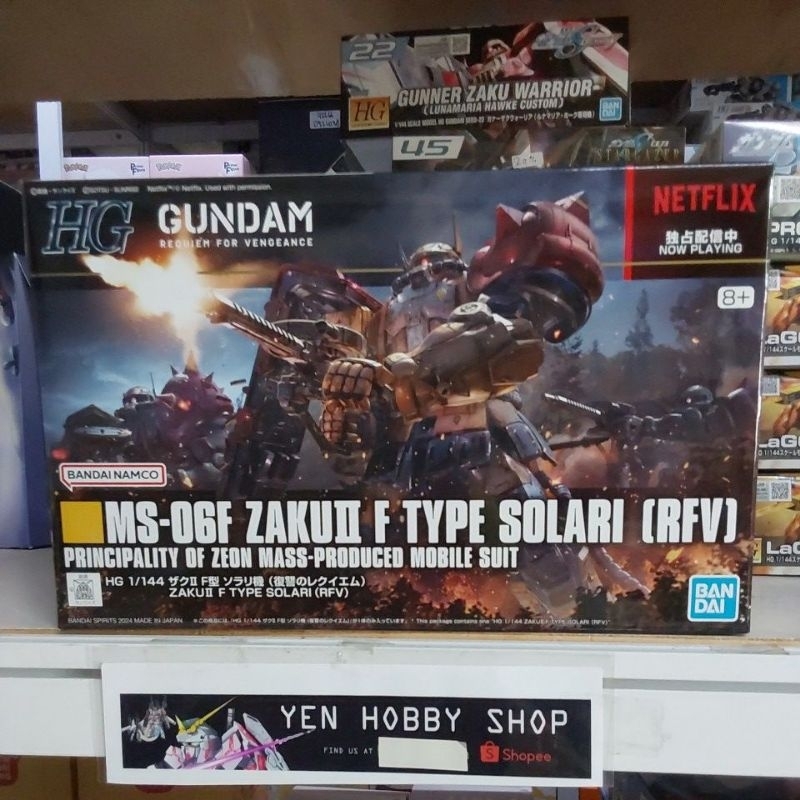 22
HG
GUNNER ZAKU WARRIOR
(LUNAMARIA HAWKE CUSTOM)
BANDAI
45
STARGAZER
HG
GUNDAM
REQUIEM FOR VENGEANCE
NETFLIX
独占配信中
NOW PLAYING
8+
BANDAI NAMCO
MS-06F ZAKUII F TYPE SOLARI (RFV)
PRINCIPALITY OF ZEON MASS-PRODUCED MOBILE SUIT
HG 1/144 ザクII F型 ソラリ機 (復讐のレクイエム)
ZAKUII F TYPE SOLARI (RFV)
BANDAI SPIRITS 2024 MADE IN JAPAN
BAN
DAI
YEN HOBBY SHOP
FIND US AT
Shopee